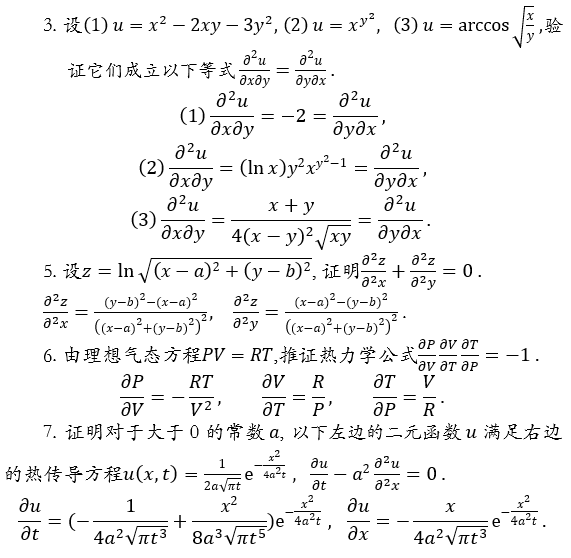 3. 设(1) u = x² − 2xy − 3y², (2) u = x^{y²}, (3) u = arccos √(x/y) ,验
证它们成立以下等式 ∂²u/∂x∂y = ∂²u/∂y∂x .
(1) ∂²u/∂x∂y = −2 = ∂²u/∂y∂x ,
(2) ∂²u/∂x∂y = (ln x)y²x^{y²−1} = ∂²u/∂y∂x ,
(3) ∂²u/∂x∂y = (x + y)/(4(x − y)²√(xy)) = ∂²u/∂y∂x .
5. 设z = ln √((x − a)² + (y − b)²), 证明 ∂²z/∂²x + ∂²z/∂²y = 0 .
∂²z/∂²x = ((y−b)²−(x−a)²)/((x−a)²+(y−b)²)², ∂²z/∂²y = ((x−a)²−(y−b)²)/((x−a)²+(y−b)²)² .
6. 由理想气态方程PV = RT,推证热力学公式 ∂P/∂V ∂V/∂T ∂T/∂P = −1 .
∂P/∂V = −RT/V² , ∂V/∂T = R/P , ∂T/∂P = V/R .
7. 证明对于大于 0 的常数 a, 以下左边的二元函数 u 满足右边
的热传导方程u(x, t) = 1/(2a√(πt)) e^{−x²/(4a²t)} , ∂u/∂t − a² ∂²u/∂²x = 0 .
∂u/∂t = (−1/(4a²√(πt³)) + x²/(8a³√(πt⁵)))e^{−x²/(4a²t)} , ∂u/∂x = −x/(4a²√(πt³)) e^{−x²/(4a²t)} .